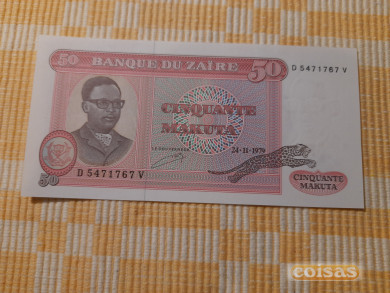 50
BANQUE DU ZAIRE
50
D 5471767 V
CINQUANTE
MAKUTA
24-11-1979
50
D 5471767 V
CINQUANTE
MAKUTA
coisas